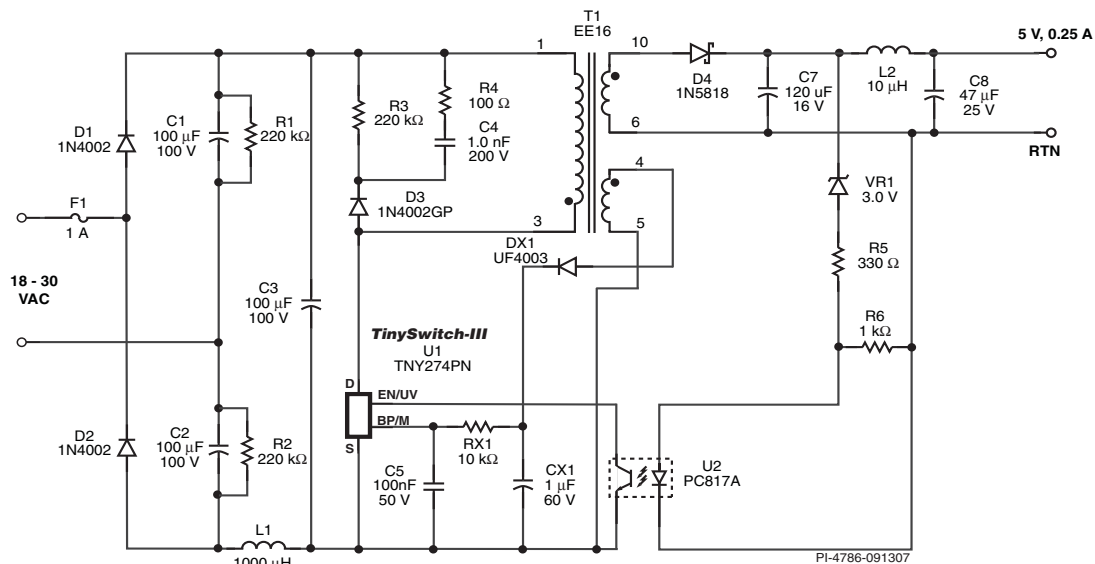 T1
EE16
1
10
5 V, 0.25 A
D4
1N5818
C7
120 uF
16 V
L2
10 µH
C8
47 µF
25 V
R4
100 Ω
R3
220 kΩ
C4
1.0 nF
200 V
D1
1N4002
C1
100 µF
100 V
R1
220 kΩ
6
RTN
4
D3
1N4002GP
VR1
3.0 V
F1
1 A
3
5
DX1
UF4003
R5
330 Ω
18 - 30
VAC
C3
100 µF
100 V
R6
1 kΩ
TinySwitch-III
U1
TNY274PN
D
EN/UV
BP/M
S
D2
1N4002
C2
100 µF
100 V
R2
220 kΩ
RX1
10 kΩ
C5
100nF
50 V
CX1
1 µF
60 V
U2
PC817A
L1
1000 µH
PI-4786-091307